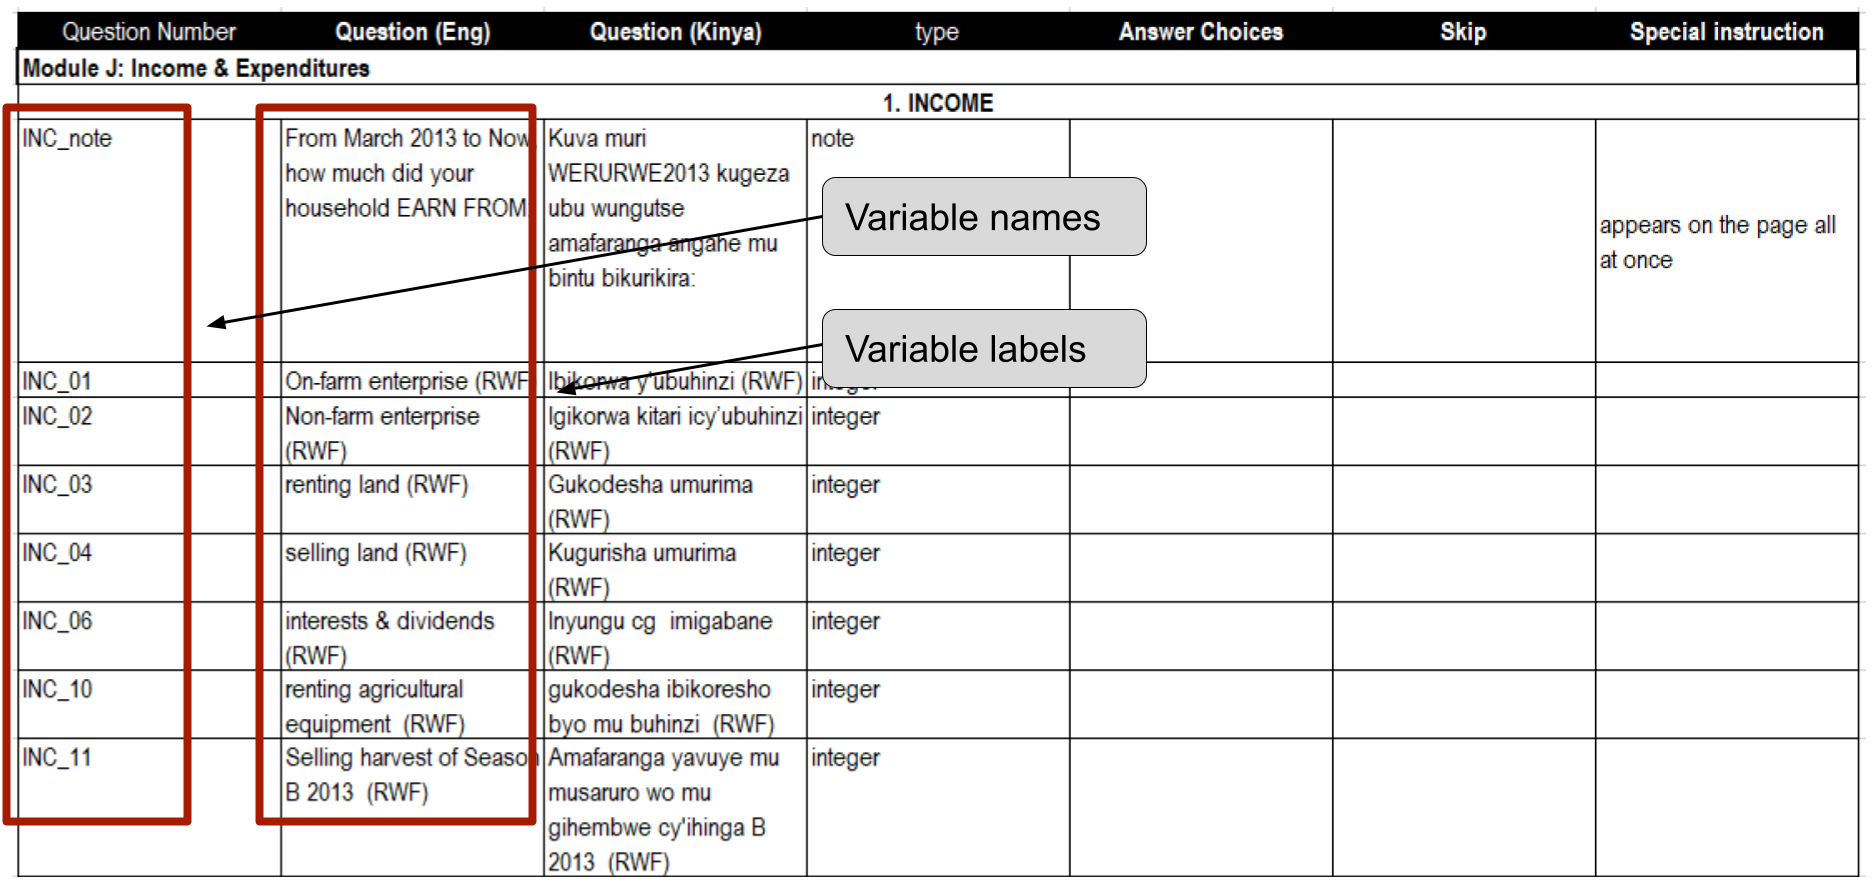 Question Number Question (Eng) Question (Kinya) type Answer Choices Skip Special instruction
Module J: Income & Expenditures
1. INCOME
INC_note
From March 2013 to Now
how much did your
household EARN FROM
Kuva muri
WERURWE2013 kugeza
ubu wungutse
amafaranga angahe mu
bintu bikurikira:
note
appears on the page all
at once
Variable names
Variable labels
INC_01
On-farm enterprise (RWF
Ibikorwa y'ubuhinzi (RWF)
integer
INC_02
Non-farm enterprise
(RWF)
Igikorwa kitari icy'ubuhinzi
(RWF)
integer
INC_03
renting land (RWF)
Gukodesha umurima
(RWF)
integer
INC_04
selling land (RWF)
Kugurisha umurima
(RWF)
integer
INC_06
interests & dividends
(RWF)
Inyungu cg imigabane
(RWF)
integer
INC_10
renting agricultural
equipment (RWF)
gukodesha ibikoresho
byo mu buhinzi (RWF)
integer
INC_11
Selling harvest of Season
B 2013 (RWF)
Amafaranga yavuye mu
musaruro wo mu
gihembwe cy'ihinga B
2013 (RWF)
integer